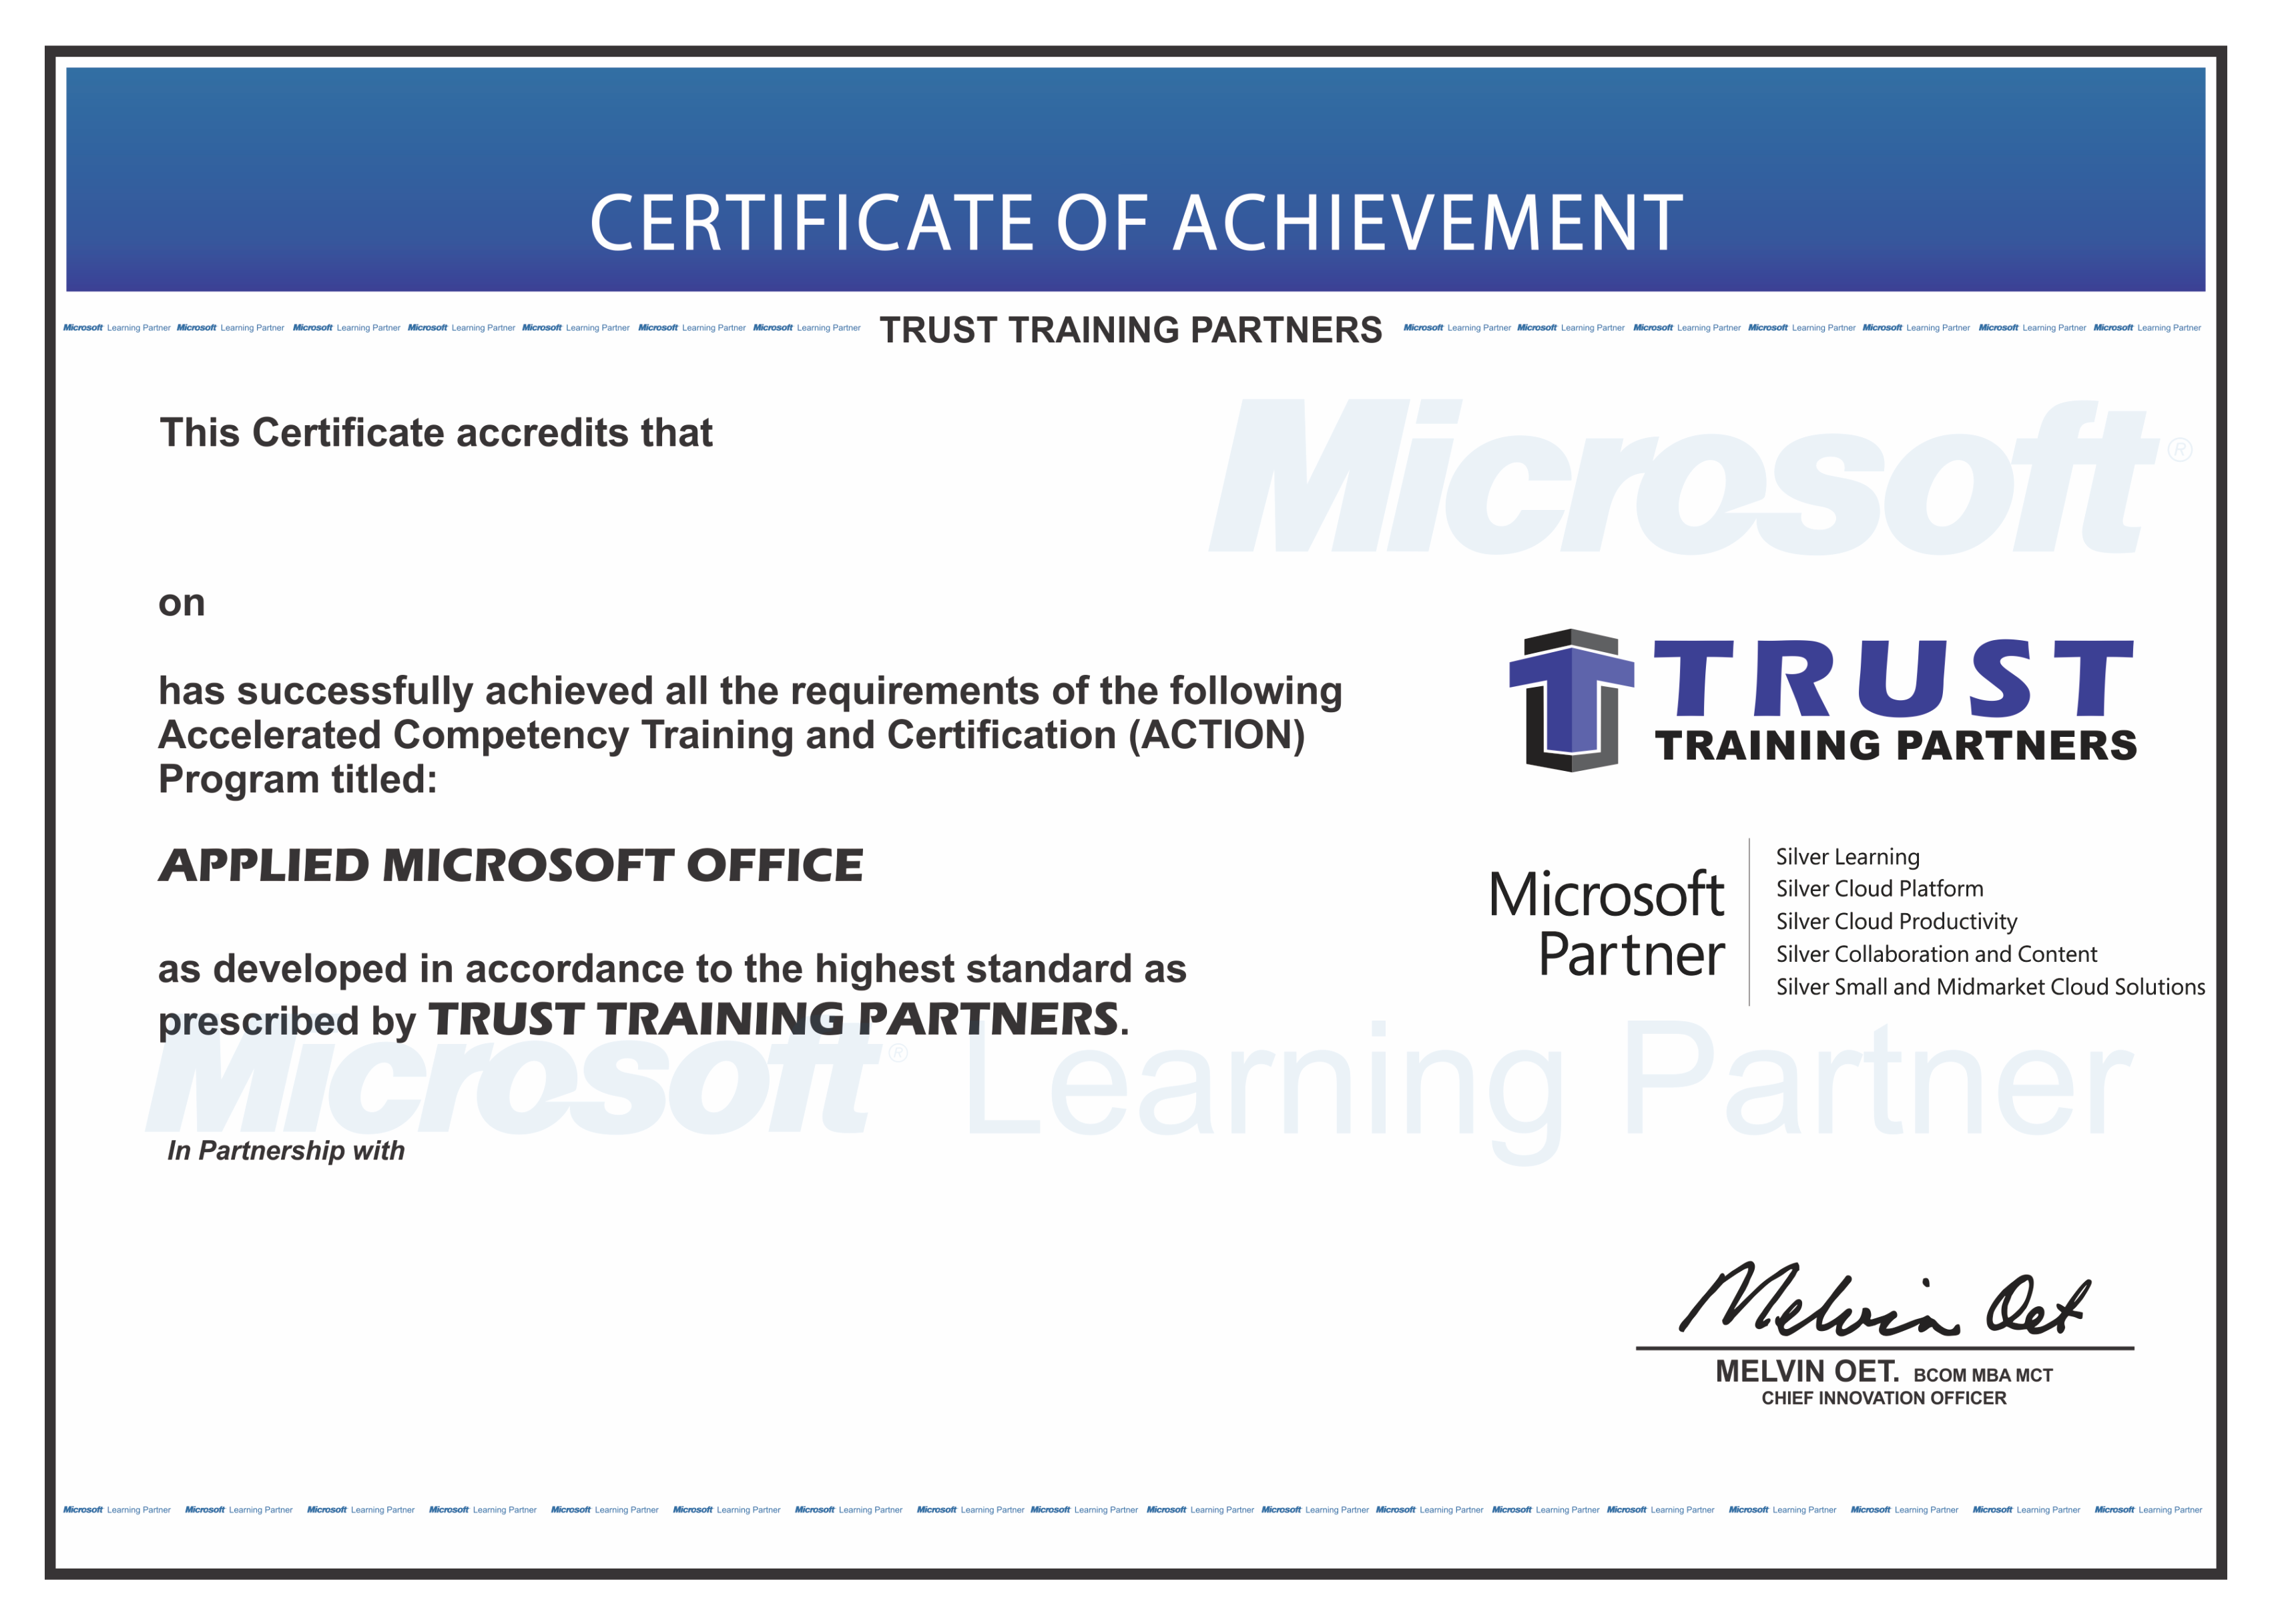 CERTIFICATE OF ACHIEVEMENT
Microsoft Learning Partner Microsoft Learning Partner Microsoft Learning Partner Microsoft Learning Partner Microsoft Learning Partner Microsoft Learning Partner Microsoft Learning Partner TRUST TRAINING PARTNERS Microsoft Learning Partner Microsoft Learning Partner Microsoft Learning Partner Microsoft Learning Partner Microsoft Learning Partner Microsoft Learning Partner Microsoft Learning Partner
This Certificate accredits that
Microsoft®
on
has successfully achieved all the requirements of the following
Accelerated Competency Training and Certification (ACTION)
Program titled:
TRUST
TRAINING PARTNERS
APPLIED MICROSOFT OFFICE
Microsoft
Partner
Silver Learning
Silver Cloud Platform
Silver Cloud Productivity
Silver Collaboration and Content
Silver Small and Midmarket Cloud Solutions
as developed in accordance to the highest standard as
prescribed by TRUST TRAINING PARTNERS.
Microsoft® Learning Partner
In Partnership with
Melvin Oet
MELVIN OET. BCOM MBA MCT
CHIEF INNOVATION OFFICER
Microsoft Learning Partner Microsoft Learning Partner Microsoft Learning Partner Microsoft Learning Partner Microsoft Learning Partner Microsoft Learning Partner Microsoft Learning Partner Microsoft Learning Partner Microsoft Learning Partner Microsoft Learning Partner Microsoft Learning Partner Microsoft Learning Partner Microsoft Learning Partner Microsoft Learning Partner Microsoft Learning Partner Microsoft Learning Partner Microsoft Learning Partner Microsoft Learning Partner